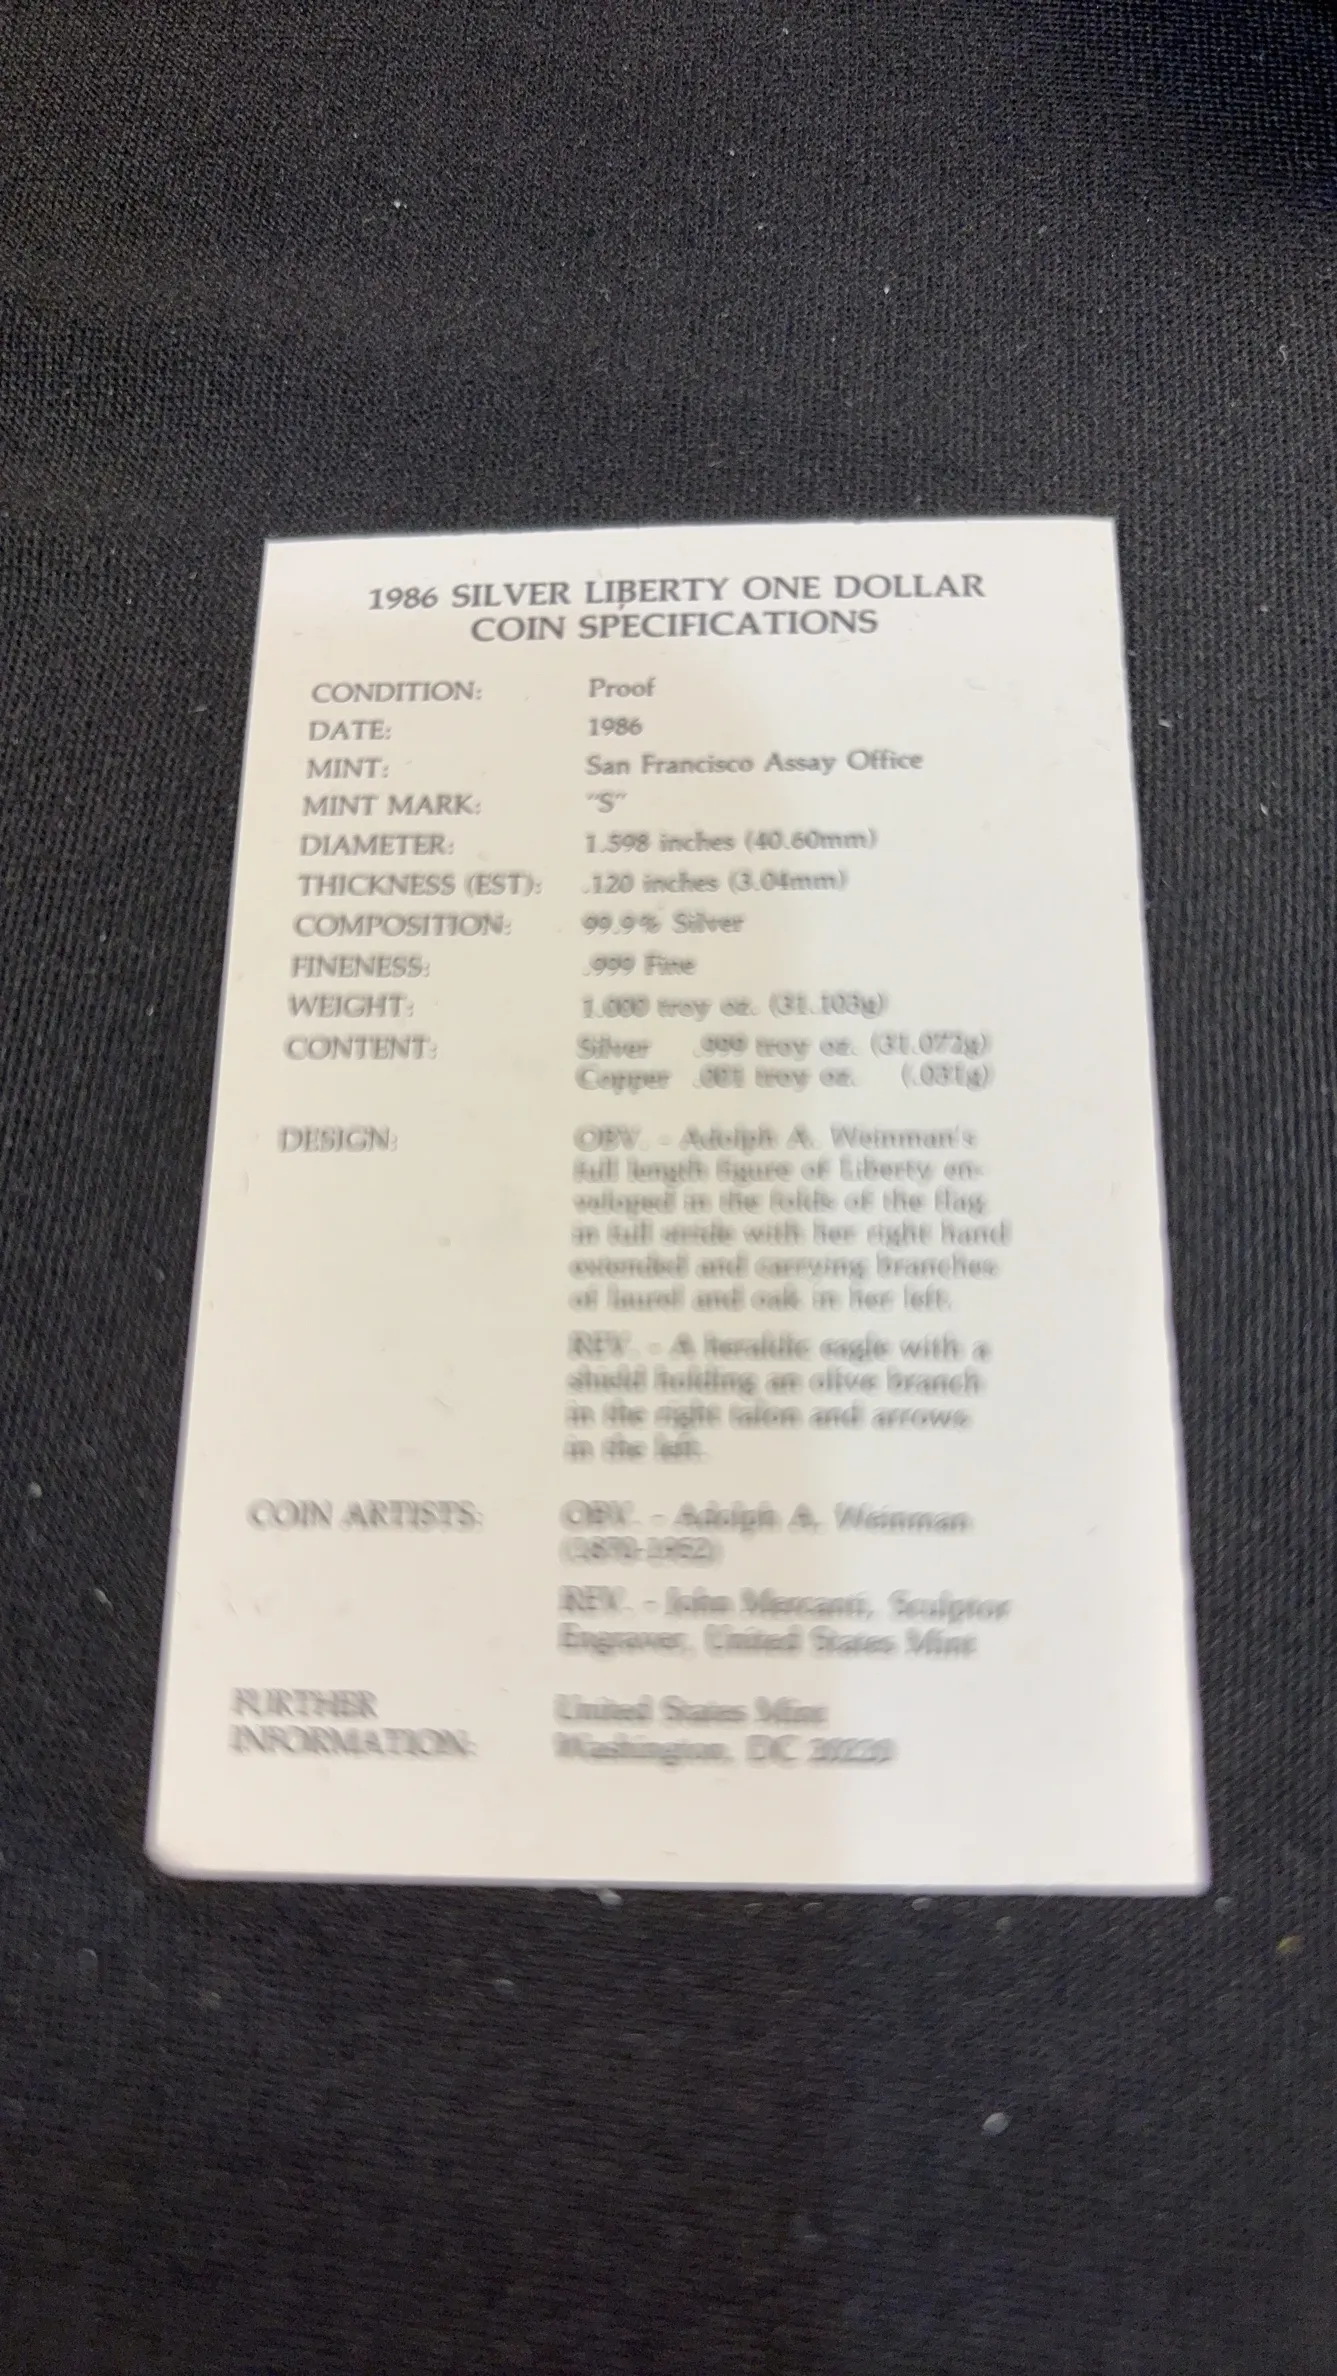 1986 SILVER LIBERTY ONE DOLLAR
COIN SPECIFICATIONS
CONDITION: Proof
DATE: 1986
MINT: San Francisco Assay Office
MINT MARK: "S"
DIAMETER: 1.598 inches (40.60mm)
THICKNESS (EST): .120 inches (3.04mm)
COMPOSITION: 99.9% Silver
FINENESS: .999 Fine
WEIGHT: 1.000 troy oz. (31.103g)
CONTENT: Silver .999 troy oz. (31.072g)
Copper .001 troy oz. (.031g)
DESIGN: OBV. - Adolph A. Weinman's
full length figure of Liberty en-
veloped in the folds of the flag
in full stride with her right hand
extended and carrying branches
of laurel and oak in her left.
REV. - A heraldic eagle with a
shield holding an olive branch
in the right talon and arrows
in the left.
COIN ARTISTS: OBV. - Adolph A. Weinman
(1870-1952)
REV. - John Mercanti, Sculptor
Engraver, United States Mint
FURTHER United States Mint
INFORMATION: Washington, DC 20220